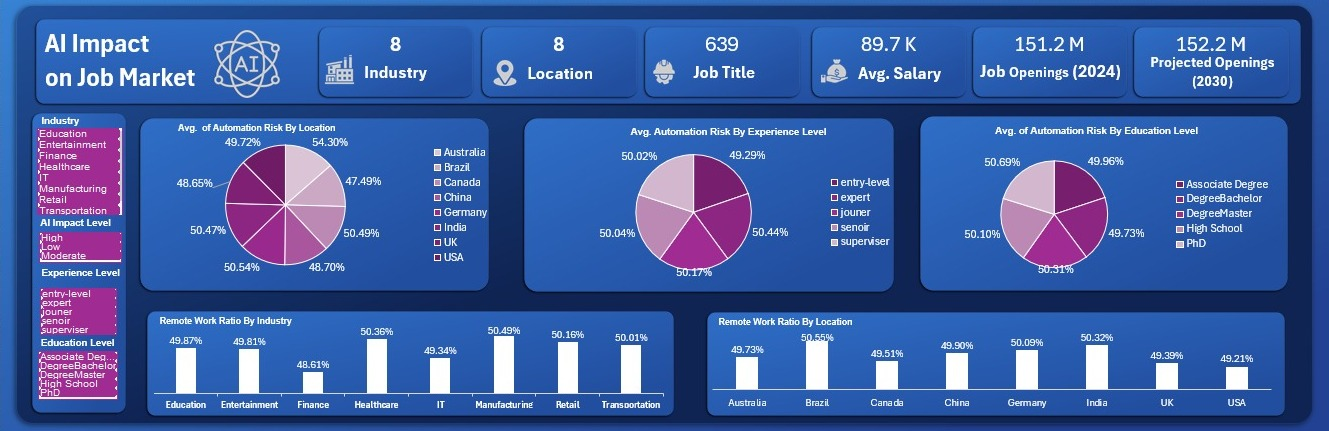 AI Impact
on Job Market
AI
8
Industry
8
Location
639
Job Title
89.7 K
Avg. Salary
151.2 M
Job Openings (2024)
152.2 M
Projected Openings
(2030)
Industry
Education
Entertainment
Finance
Healthcare
IT
Manufacturing
Retail
Transportation
AI Impact Level
High
Low
Moderate
Experience Level
entry-level
expert
jouner
senoir
superviser
Education Level
Associate Deg...
DegreeBachelor
DegreeMaster
High School
PhD
Avg. of Automation Risk By Location
54.30%
47.49%
50.49%
48.70%
50.54%
50.47%
48.65%
49.72%
Australia
Brazil
Canada
China
Germany
India
UK
USA
Avg. Automation Risk By Experience Level
49.29%
50.44%
50.17%
50.04%
50.02%
entry-level
expert
jouner
senoir
superviser
Avg. of Automation Risk By Education Level
49.96%
49.73%
50.31%
50.10%
50.69%
Associate Degree
DegreeBachelor
DegreeMaster
High School
PhD
Remote Work Ratio By Industry
49.87% 49.81% 48.61% 50.36% 49.34% 50.49% 50.16% 50.01%
Education Entertainment Finance Healthcare IT Manufacturing Retail Transportation
Remote Work Ratio By Location
49.73% 50.55% 49.51% 49.90% 50.09% 50.32% 49.39% 49.21%
Australia Brazil Canada China Germany India UK USA